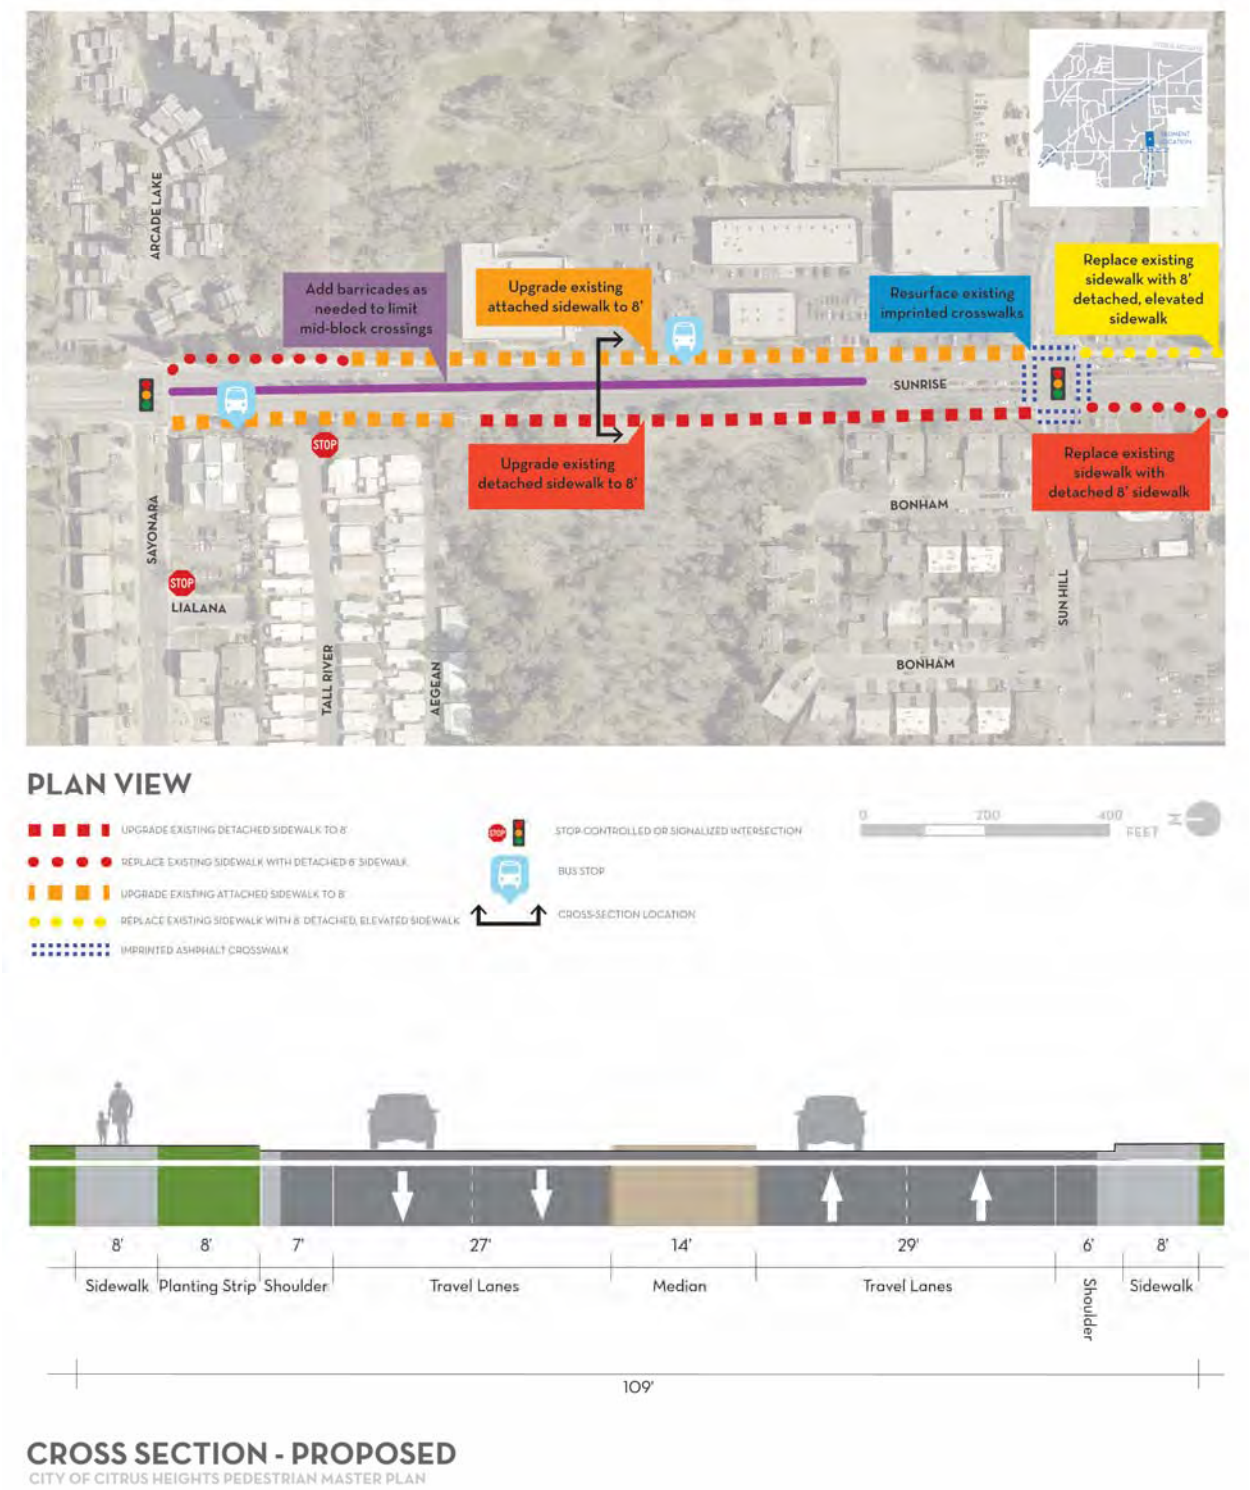 CITRUS HEIGHTS
SEGMENT
LOCATION
ARCADE LAKE
Add barricades as
needed to limit
mid-block crossings
Upgrade existing
attached sidewalk to 8'
Resurface existing
imprinted crosswalks
Replace existing
sidewalk with 8'
detached, elevated
sidewalk
SUNRISE
STOP
Upgrade existing
detached sidewalk to 8'
Replace existing
sidewalk with
detached 8' sidewalk
SAYONARA
BONHAM
STOP
LIALANA
SUN HILL
TALL RIVER
AEGEAN
BONHAM
PLAN VIEW
UPGRADE EXISTING DETACHED SIDEWALK TO 8'
REPLACE EXISTING SIDEWALK WITH DETACHED 8' SIDEWALK
UPGRADE EXISTING ATTACHED SIDEWALK TO 8'
REPLACE EXISTING SIDEWALK WITH 8' DETACHED, ELEVATED SIDEWALK
IMPRINTED ASHPHALT CROSSWALK
STOP
STOP-CONTROLLED OR SIGNALIZED INTERSECTION
BUS STOP
CROSS-SECTION LOCATION
0 200 400
FEET
N
8' 8' 7' 27' 14' 29' 6' 8'
Sidewalk Planting Strip Shoulder Travel Lanes Median Travel Lanes Shoulder Sidewalk
109'
CROSS SECTION - PROPOSED
CITY OF CITRUS HEIGHTS PEDESTRIAN MASTER PLAN